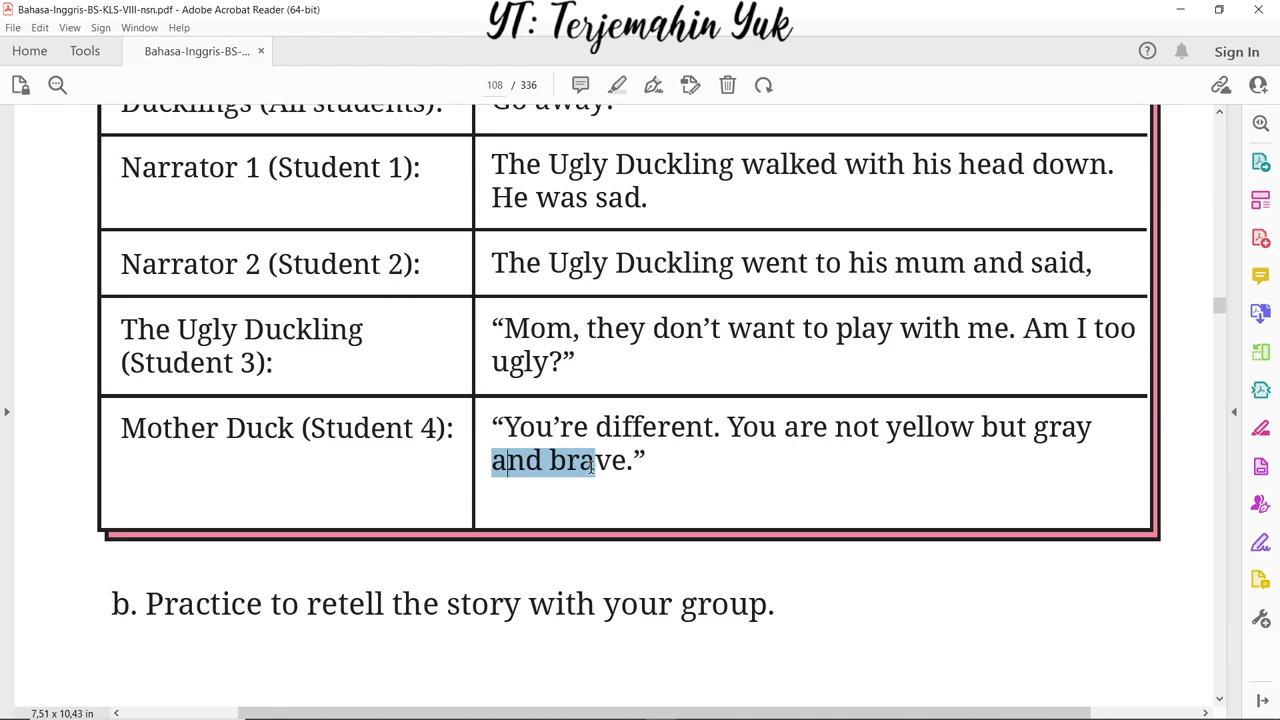 Bahasa-Inggris-BS-KLS-VIII-nsn.pdf - Adobe Acrobat Reader (64-bit)
YT: Terjemahin Yuk
File Edit View Sign Window Help
Home Tools Bahasa-Inggris-BS-... × Sign In
108 / 336
Ducklings (All students): Go away!
Narrator 1 (Student 1): The Ugly Duckling walked with his head down.
He was sad.
Narrator 2 (Student 2): The Ugly Duckling went to his mum and said,
The Ugly Duckling
(Student 3):
“Mom, they don’t want to play with me. Am I too
ugly?”
Mother Duck (Student 4): “You’re different. You are not yellow but gray
and brave.”
b. Practice to retell the story with your group.
7,51 x 10,43 in